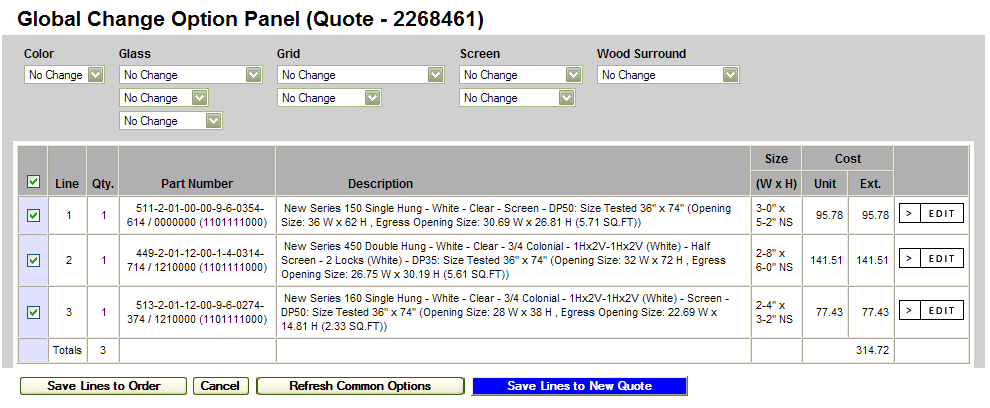 Global Change Option Panel (Quote - 2268461)
Color Glass Grid Screen Wood Surround
No Change No Change No Change No Change No Change
No Change No Change No Change
No Change
Size Cost
Line Qty. Part Number Description (W x H) Unit Ext.
1 1 511-2-01-00-00-9-6-0354-614 / 0000000 (1101111000) New Series 150 Single Hung - White - Clear - Screen - DP50: Size Tested 36" x 74" (Opening Size: 36 W x 62 H , Egress Opening Size: 30.69 W x 26.81 H (5.71 SQ.FT)) 3-0" x 5-2" NS 95.78 95.78 > EDIT
2 1 449-2-01-12-00-1-4-0314-714 / 1210000 (1101111000) New Series 450 Double Hung - White - Clear - 3/4 Colonial - 1Hx2V-1Hx2V (White) - Half Screen - 2 Locks (White) - DP35: Size Tested 36" x 74" (Opening Size: 32 W x 72 H , Egress Opening Size: 26.75 W x 30.19 H (5.61 SQ.FT)) 2-8" x 6-0" NS 141.51 141.51 > EDIT
3 1 513-2-01-12-00-9-6-0274-374 / 1210000 (1101111000) New Series 160 Single Hung - White - Clear - 3/4 Colonial - 1Hx2V-1Hx2V (White) - Screen - DP50: Size Tested 36" x 74" (Opening Size: 28 W x 38 H , Egress Opening Size: 22.69 W x 14.81 H (2.33 SQ.FT)) 2-4" x 3-2" NS 77.43 77.43 > EDIT
Totals 3 314.72
Save Lines to Order Cancel Refresh Common Options Save Lines to New Quote